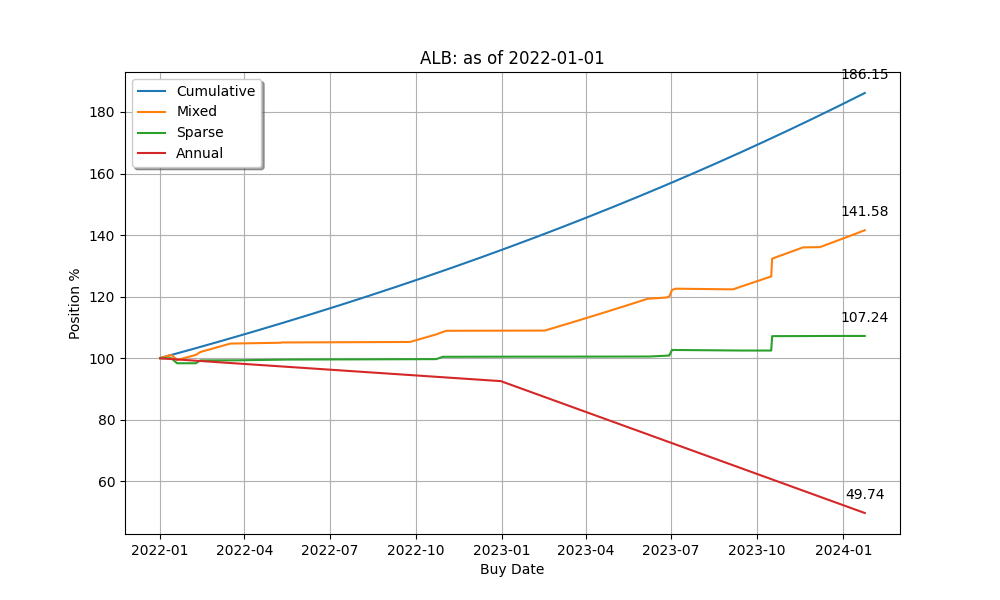 ALB: as of 2022-01-01
186.15
Cumulative
Mixed
Sparse
Annual
141.58
107.24
49.74
Position %
180
160
140
120
100
80
60
2022-01 2022-04 2022-07 2022-10 2023-01 2023-04 2023-07 2023-10 2024-01
Buy Date